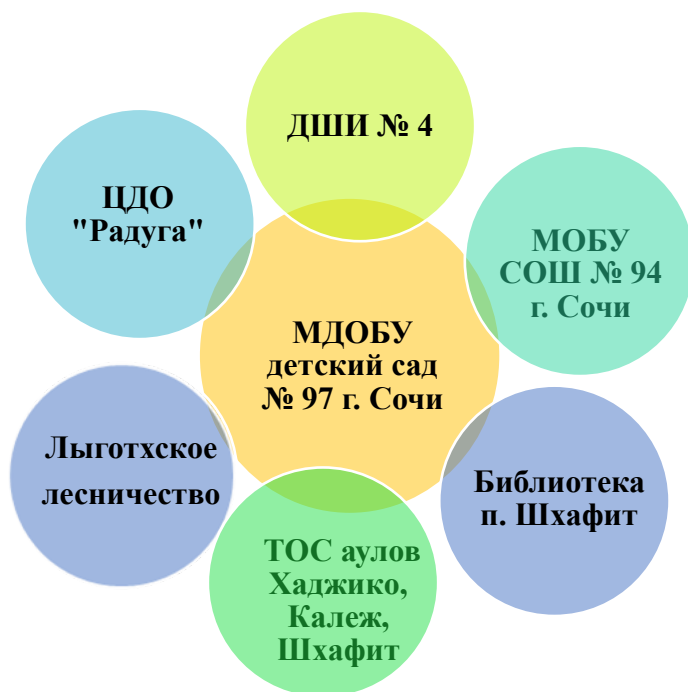 ДШИ № 4
ЦДО
"Радуга"
МОБУ
СОШ № 94
г. Сочи
МДОБУ
детский сад
№ 97 г. Сочи
Лыготхское
лесничество
Библиотека
п. Шхафит
ТОС аулов
Хаджико,
Калеж,
Шхафит